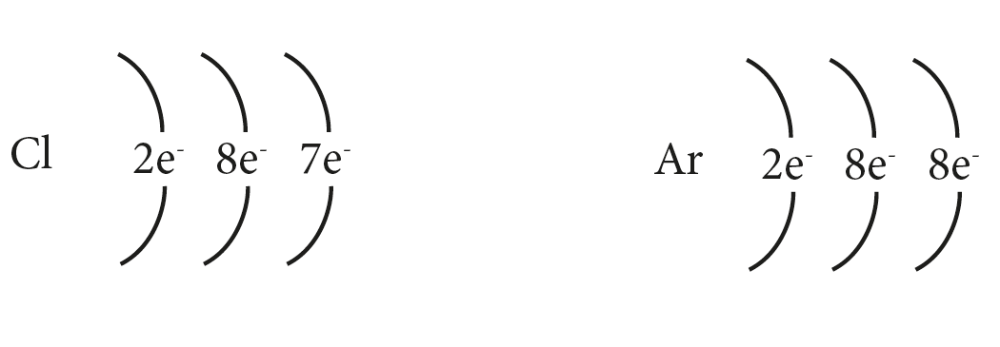 Cl 2e⁻ 8e⁻ 7e⁻
Ar 2e⁻ 8e⁻ 8e⁻